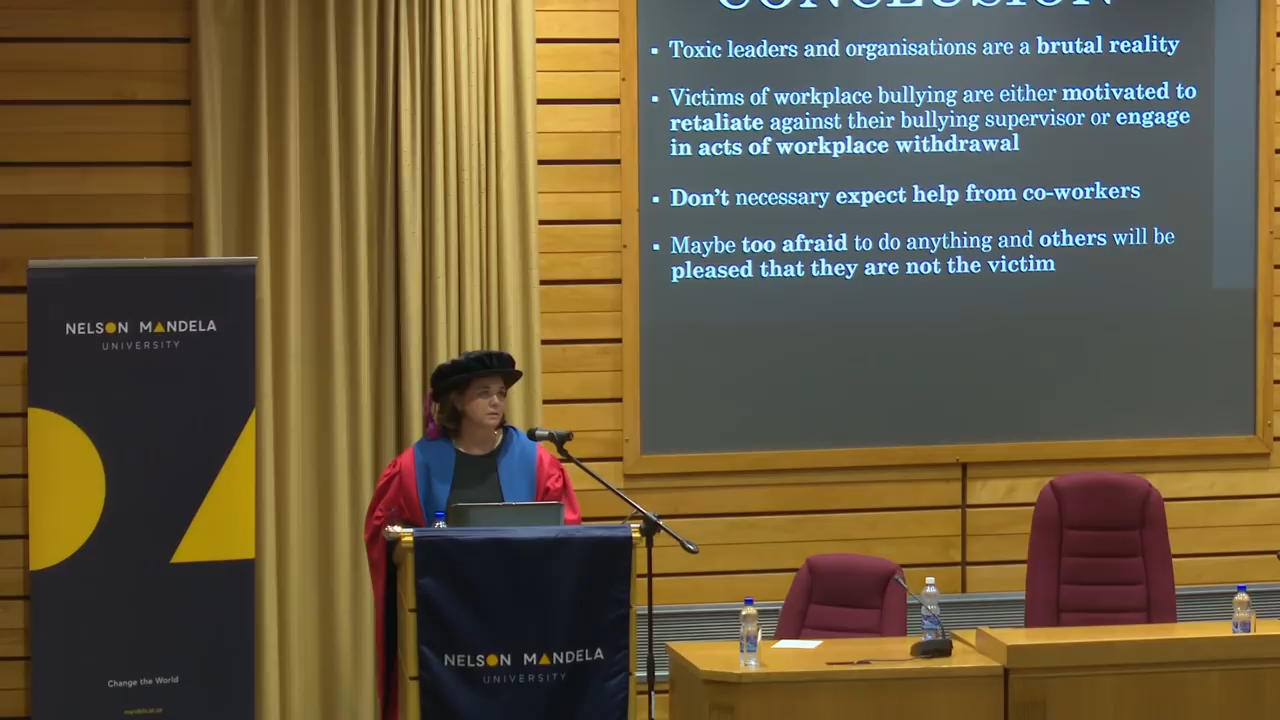 CONCLUSION
▪ Toxic leaders and organisations are a brutal reality
▪ Victims of workplace bullying are either motivated to
retaliate against their bullying supervisor or engage
in acts of workplace withdrawal
▪ Don't necessary expect help from co-workers
▪ Maybe too afraid to do anything and others will be
pleased that they are not the victim
NELSON MANDELA
UNIVERSITY
Change the World
NELSON MANDELA
UNIVERSITY